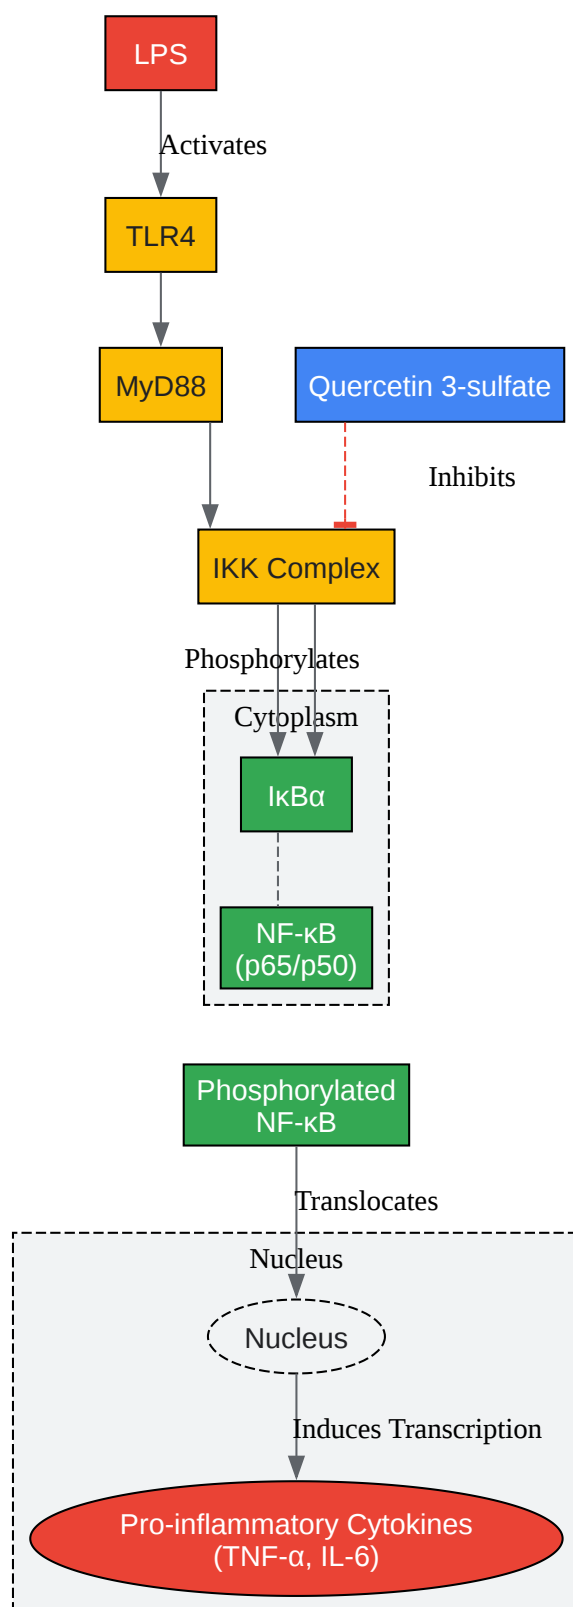 LPS
Activates
TLR4
MyD88
Quercetin 3-sulfate
Inhibits
IKK Complex
Phosphorylates
Cytoplasm
IκBα
NF-κB
(p65/p50)
Phosphorylated
NF-κB
Translocates
Nucleus
Nucleus
Induces Transcription
Pro-inflammatory Cytokines
(TNF-α, IL-6)